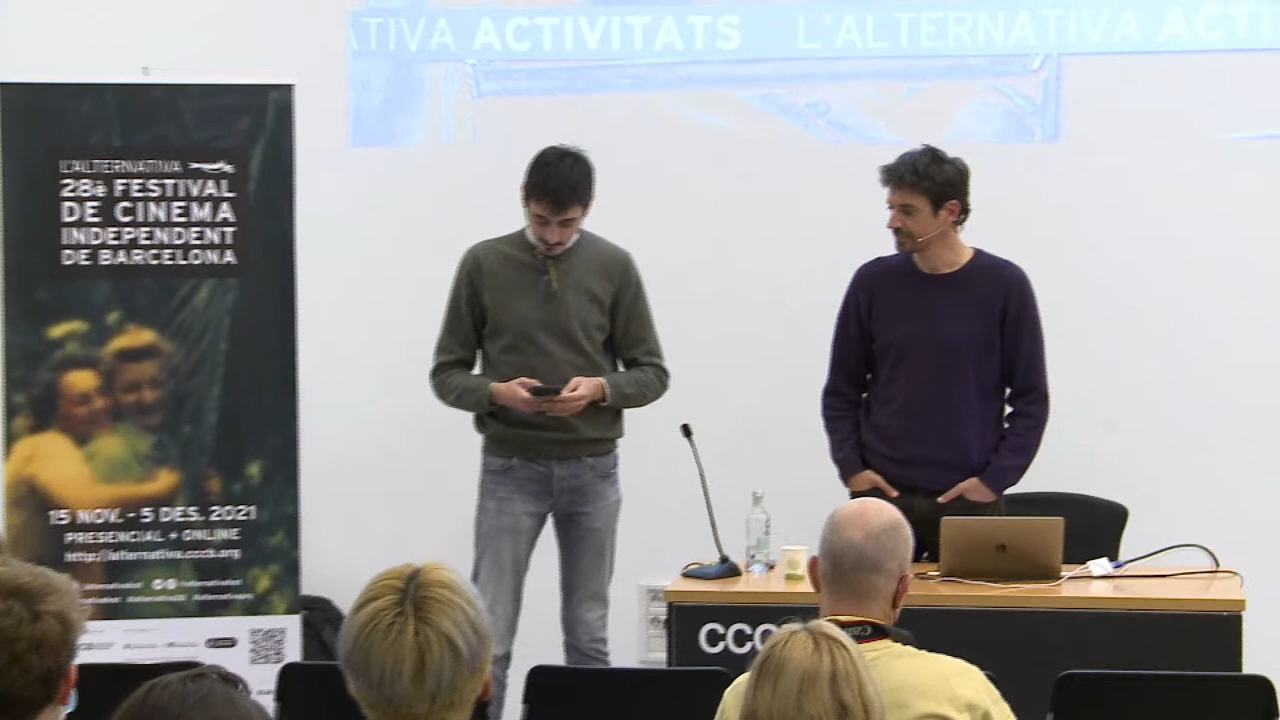 ATIVA ACTIVITATS L'ALTERNATIVA ACTI
L'ALTERNATIVA
28è FESTIVAL
DE CINEMA
INDEPENDENT
DE BARCELONA
15 NOV. - 5 DES. 2021
PRESENCIAL + ONLINE
http://alternativa.cccb.org
CCC